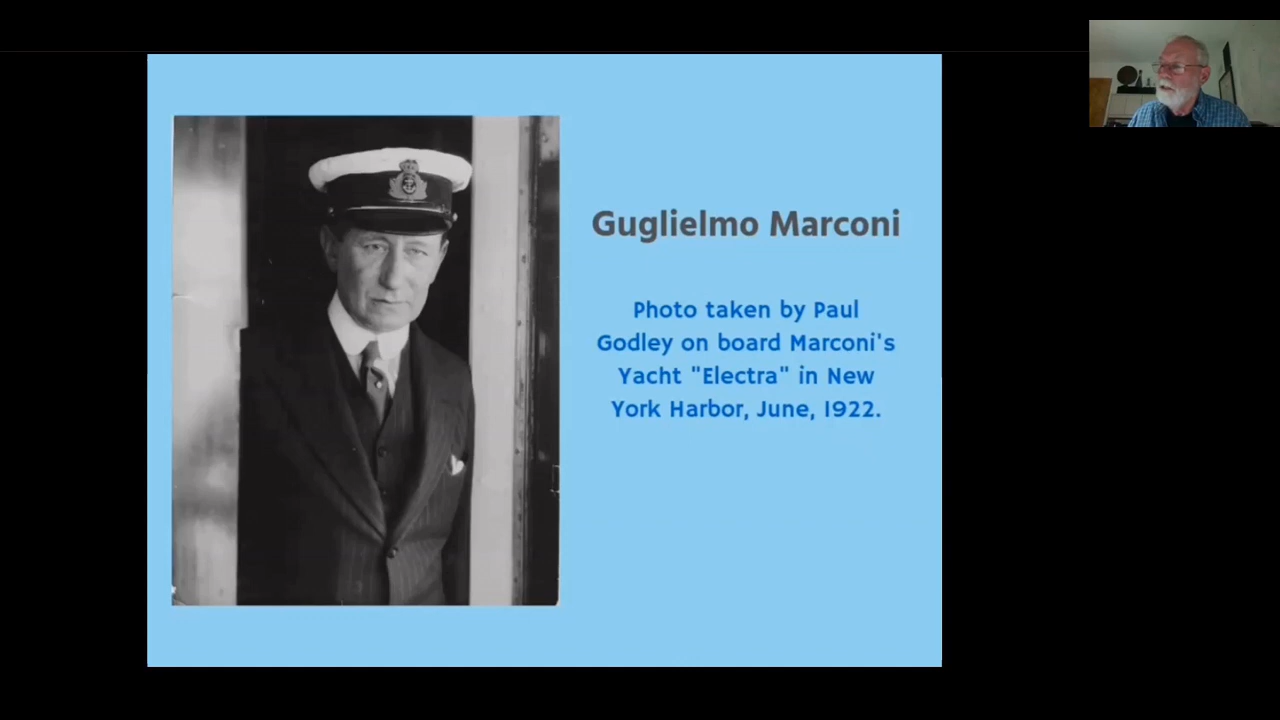 Guglielmo Marconi
Photo taken by Paul
Godley on board Marconi's
Yacht "Electra" in New
York Harbor, June, 1922.